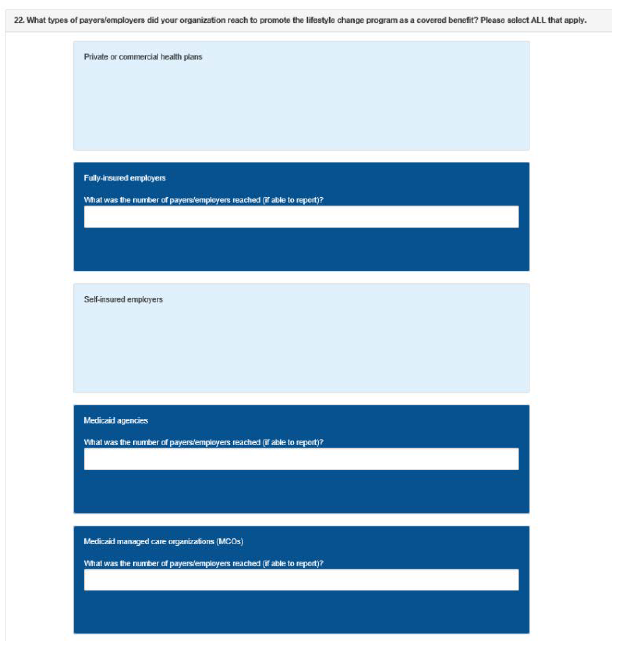 22. What types of payers/employers did your organization reach to promote the lifestyle change program as a covered benefit? Please select ALL that apply.
Private or commercial health plans
Fully-insured employers
What was the number of payers/employers reached (if able to report)?
Self-insured employers
Medicaid agencies
What was the number of payers/employers reached (if able to report)?
Medicaid managed care organizations (MCOs)
What was the number of payers/employers reached (if able to report)?